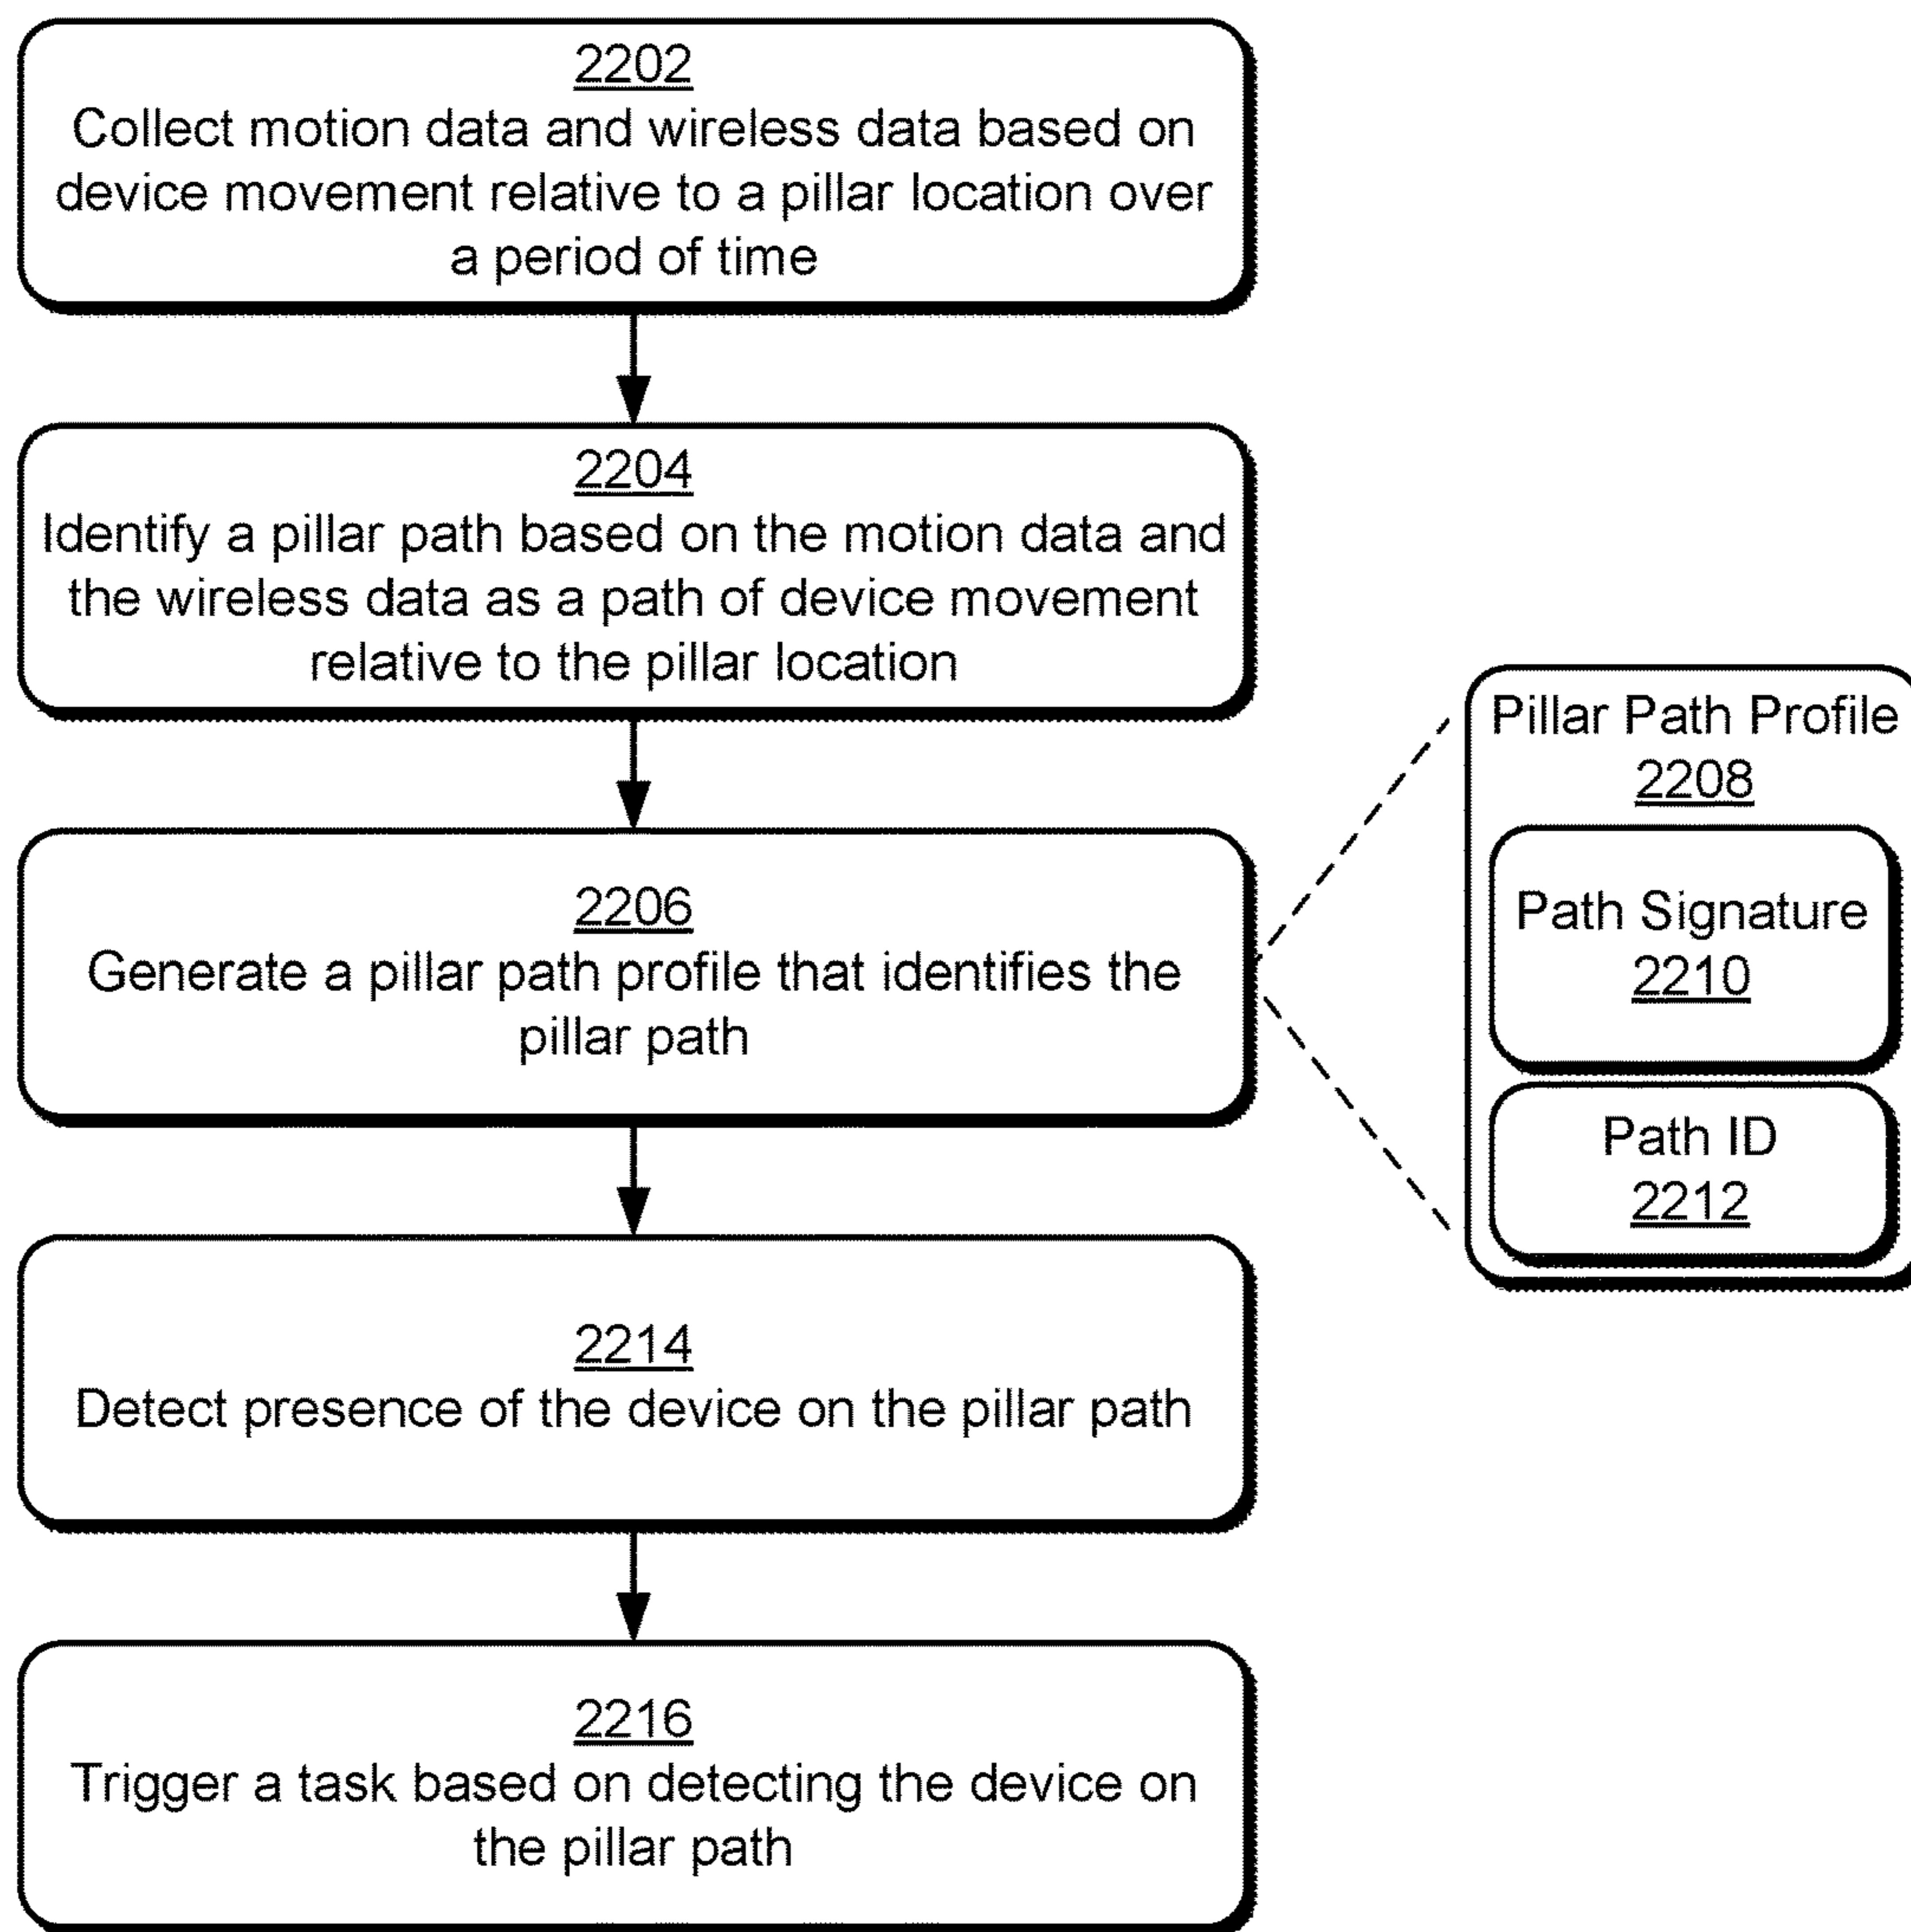 2202
Collect motion data and wireless data based on
device movement relative to a pillar location over
a period of time
2204
Identify a pillar path based on the motion data and
the wireless data as a path of device movement
relative to the pillar location
2206
Generate a pillar path profile that identifies the
pillar path
Pillar Path Profile
2208
Path Signature
2210
Path ID
2212
2214
Detect presence of the device on the pillar path
2216
Trigger a task based on detecting the device on
the pillar path